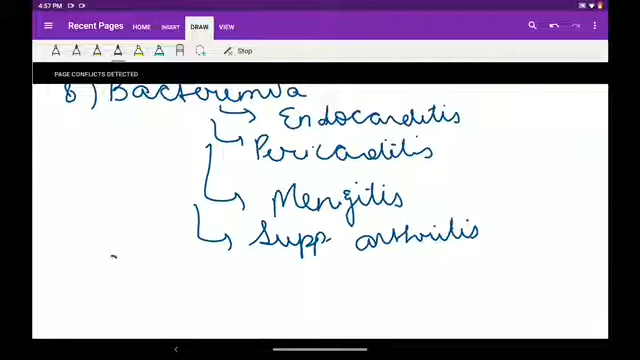 4:57 PM
Recent Pages HOME INSERT DRAW VIEW
Stop
PAGE CONFLICTS DETECTED
8) Bacteremia
Endocarditis
Pericarditis
Mengitis
Supp. arthritis